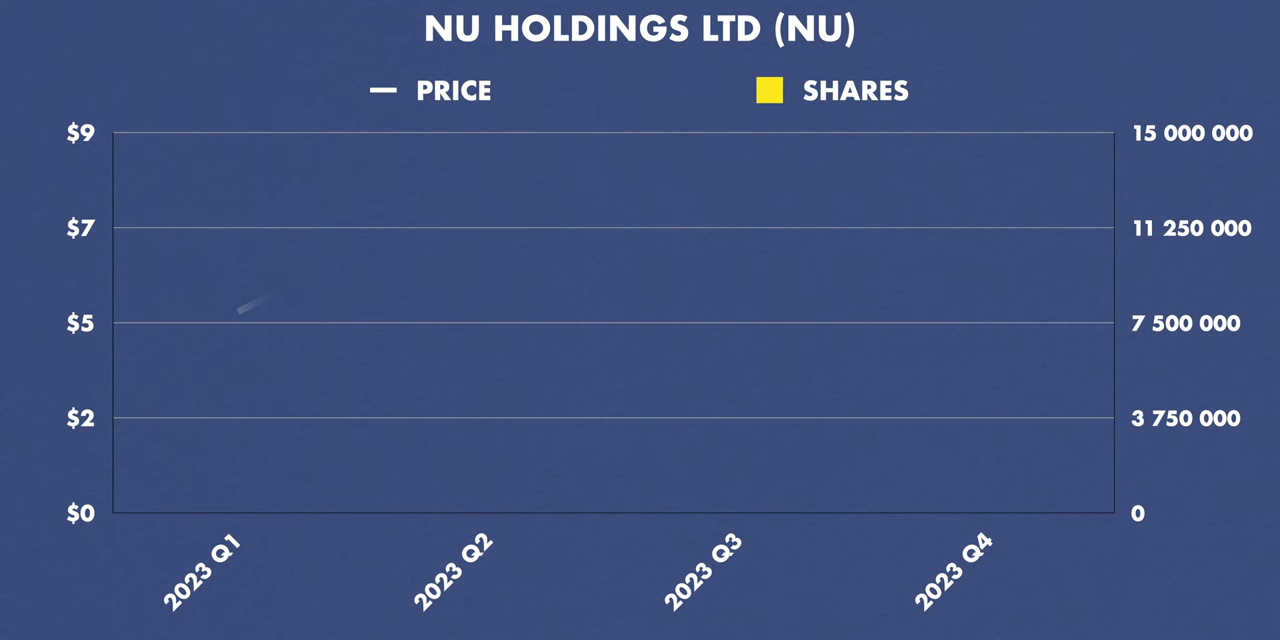 NU HOLDINGS LTD (NU)
PRICE
SHARES
$9
15 000 000
$7
11 250 000
$5
7 500 000
$2
3 750 000
$0
0
2023 Q1
2023 Q2
2023 Q3
2023 Q4